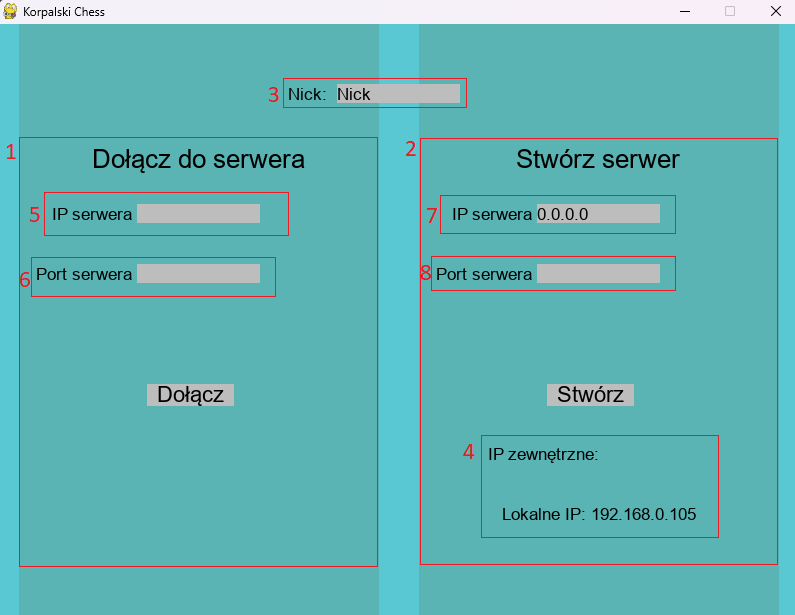 Korpalski Chess
3 Nick: Nick
1 Dołącz do serwera
5 IP serwera
6 Port serwera
Dołącz
2 Stwórz serwer
7 IP serwera 0.0.0.0
8 Port serwera
Stwórz
4 IP zewnętrzne:
Lokalne IP: 192.168.0.105